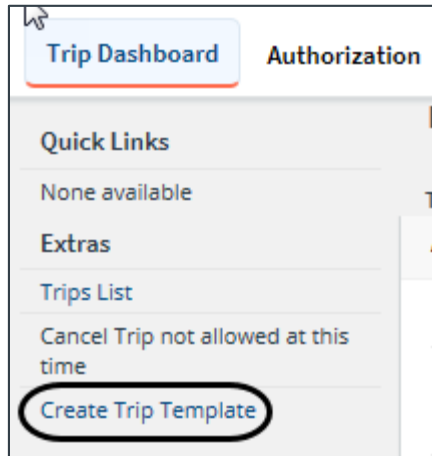 Trip Dashboard Authorization
Quick Links
None available
Extras
Trips List
Cancel Trip not allowed at this
time
Create Trip Template